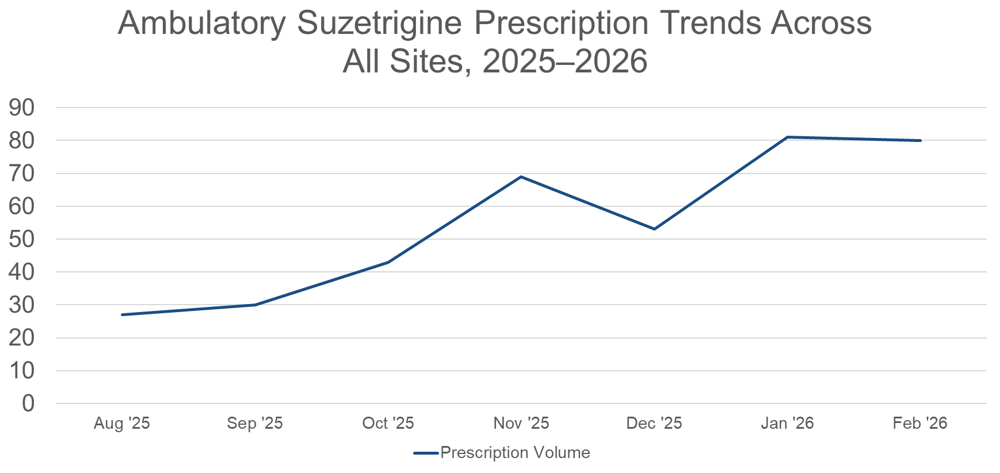 Ambulatory Suzetrigine Prescription Trends Across
All Sites, 2025–2026
90
80
70
60
50
40
30
20
10
0
Aug '25 Sep '25 Oct '25 Nov '25 Dec '25 Jan '26 Feb '26
Prescription Volume